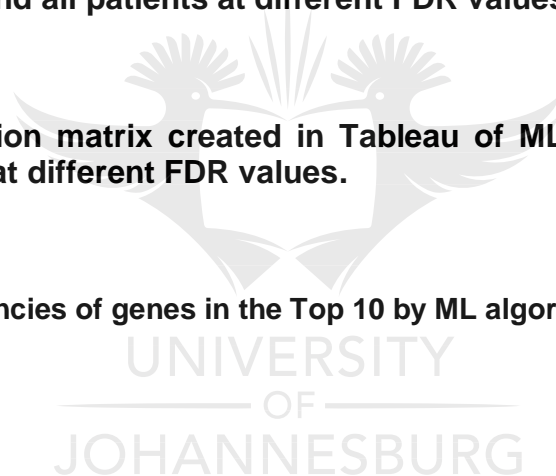 nd all patients at different FDR values
ion matrix created in Tableau of ML
at different FDR values.
ncies of genes in the Top 10 by ML algor
UNIVERSITY
OF
JOHANNESBURG